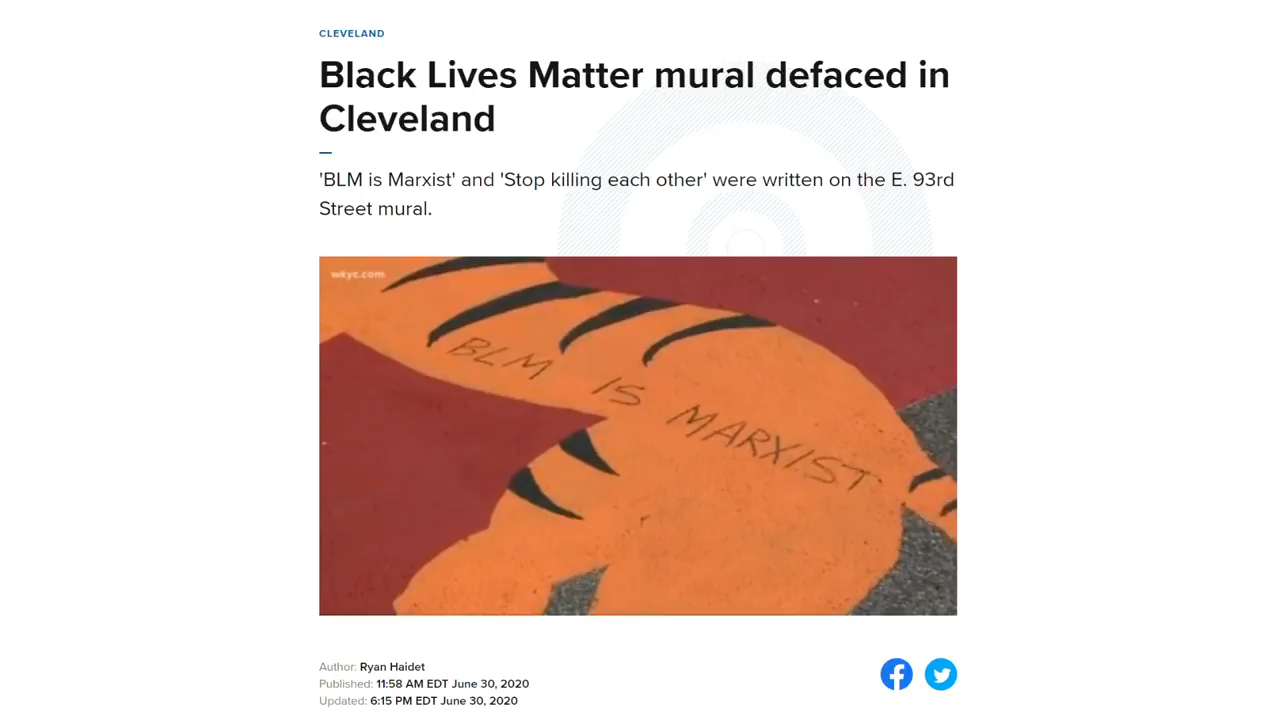 CLEVELAND
Black Lives Matter mural defaced in
Cleveland
'BLM is Marxist' and 'Stop killing each other' were written on the E. 93rd
Street mural.
wkyc.com
BLM IS MARXIST
Author: Ryan Haidet
Published: 11:58 AM EDT June 30, 2020
Updated: 6:15 PM EDT June 30, 2020